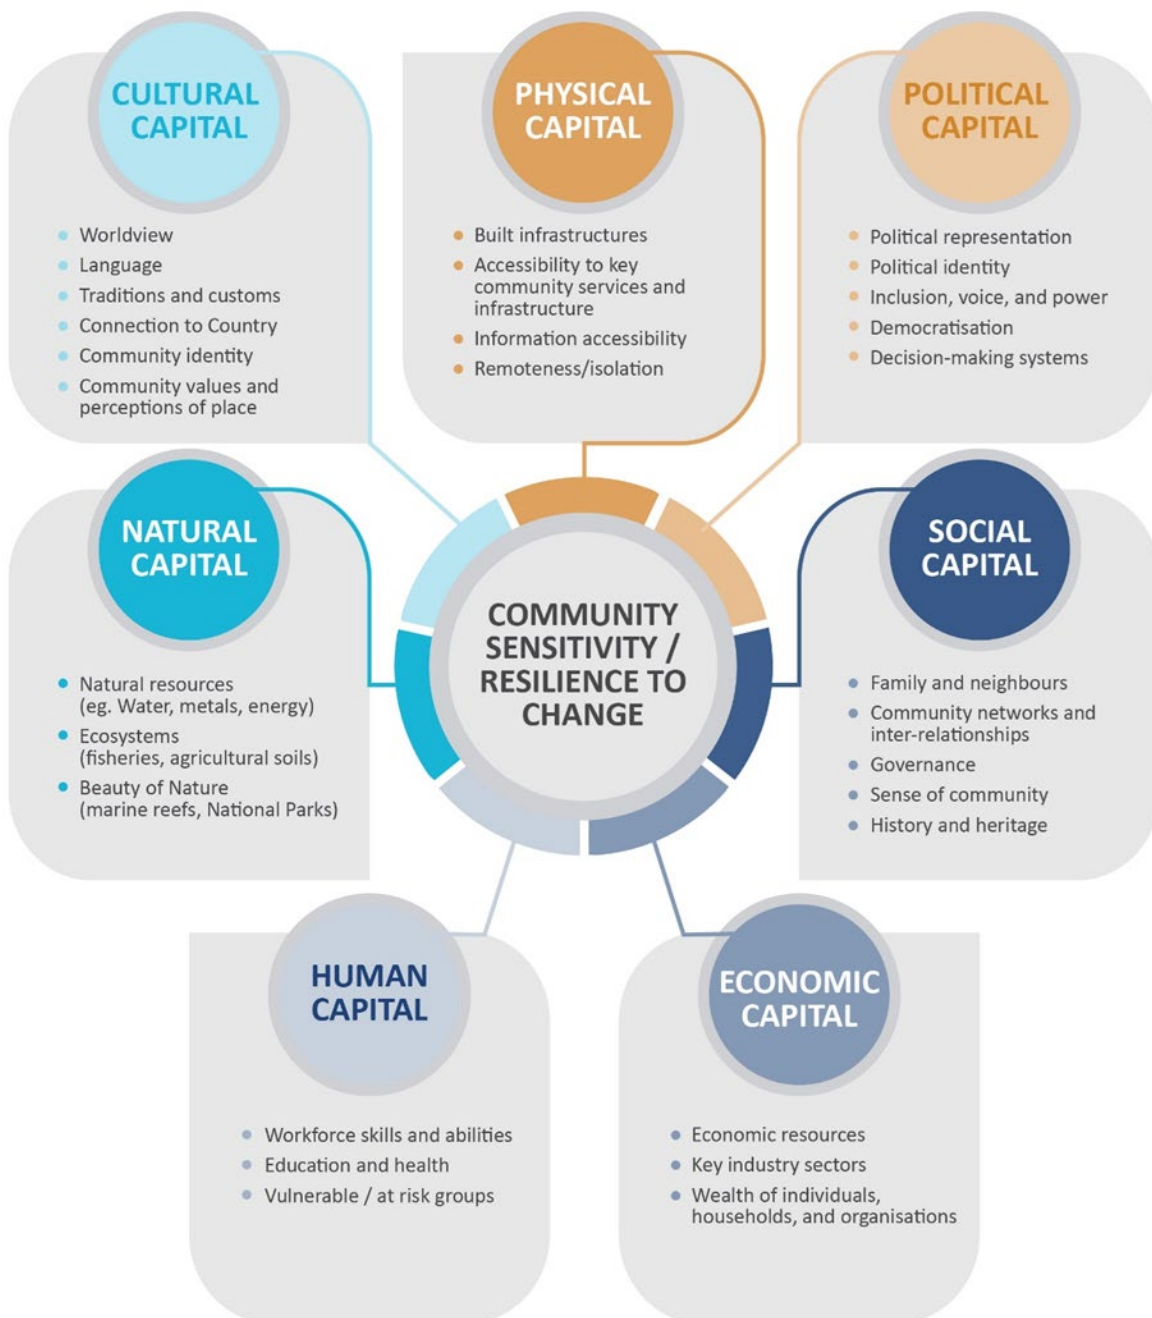 CULTURAL
CAPITAL
Worldview
Language
Traditions and customs
Connection to Country
Community identity
Community values and
perceptions of place
PHYSICAL
CAPITAL
Built infrastructures
Accessibility to key
community services and
infrastructure
Information accessibility
Remoteness/isolation
POLITICAL
CAPITAL
Political representation
Political identity
Inclusion, voice, and power
Democratisation
Decision-making systems
NATURAL
CAPITAL
Natural resources
(eg. Water, metals, energy)
Ecosystems
(fisheries, agricultural soils)
Beauty of Nature
(marine reefs, National Parks)
COMMUNITY
SENSITIVITY /
RESILIENCE TO
CHANGE
SOCIAL
CAPITAL
Family and neighbours
Community networks and
inter-relationships
Governance
Sense of community
History and heritage
HUMAN
CAPITAL
Workforce skills and abilities
Education and health
Vulnerable / at risk groups
ECONOMIC
CAPITAL
Economic resources
Key industry sectors
Wealth of individuals,
households, and organisations